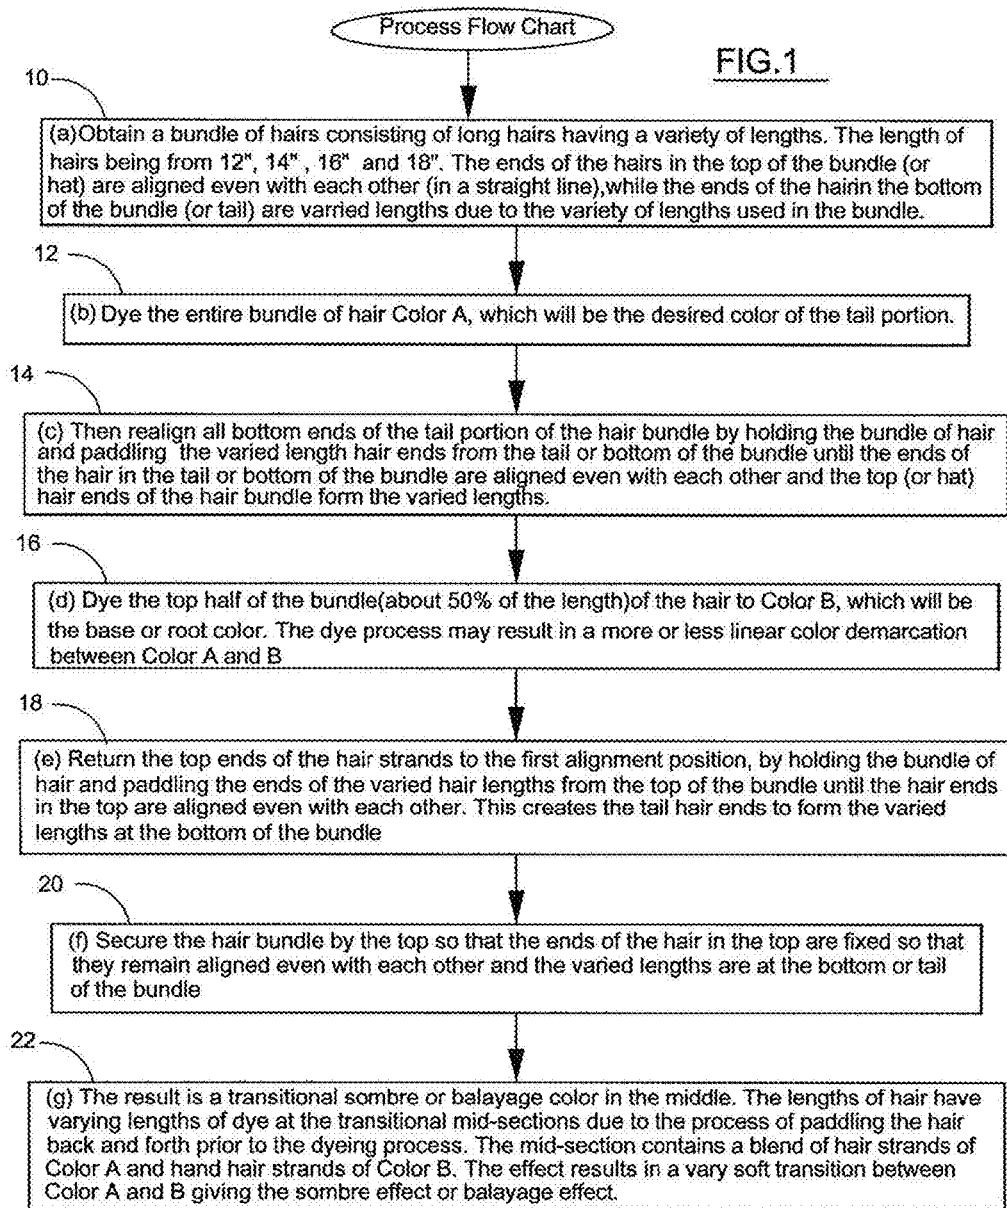 Process Flow Chart
FIG.1
10
(a)Obtain a bundle of hairs consisting of long hairs having a variety of lengths. The length of
hairs being from 12", 14" , 16" and 18". The ends of the hairs in the top of the bundle (or
hat) are aligned even with each other (in a straight line),while the ends of the hairin the bottom
of the bundle (or tail) are varried lengths due to the variety of lengths used in the bundle.
12
(b) Dye the entire bundle of hair Color A, which will be the desired color of the tail portion.
14
(c) Then realign all bottom ends of the tail portion of the hair bundle by holding the bundle of hair
and paddling the varied length hair ends from the tail or bottom of the bundle until the ends of
the hair in the tail or bottom of the bundle are aligned even with each other and the top (or hat)
hair ends of the hair bundle form the varied lengths.
16
(d) Dye the top half of the bundle(about 50% of the length)of the hair to Color B, which will be
the base or root color. The dye process may result in a more or less linear color demarcation
between Color A and B
18
(e) Return the top ends of the hair strands to the first alignment position, by holding the bundle of
hair and paddling the ends of the varied hair lengths from the top of the bundle until the hair ends
in the top are aligned even with each other. This creates the tail hair ends to form the varied
lengths at the bottom of the bundle
20
(f) Secure the hair bundle by the top so that the ends of the hair in the top are fixed so that
they remain aligned even with each other and the varied lengths are at the bottom or tail
of the bundle
22
(g) The result is a transitional sombre or balayage color in the middle. The lengths of hair have
varying lengths of dye at the transitional mid-sections due to the process of paddling the hair
back and forth prior to the dyeing process. The mid-section contains a blend of hair strands of
Color A and hand hair strands of Color B. The effect results in a vary soft transition between
Color A and B giving the sombre effect or balayage effect.